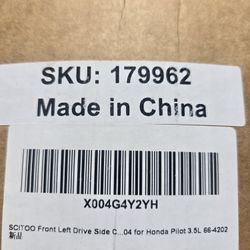 SKU: 179962
Made in China
X004G4Y2YH
SCITOO Front Left Drive Side C...04 for Honda Pilot 3.5L 66-4202
新品